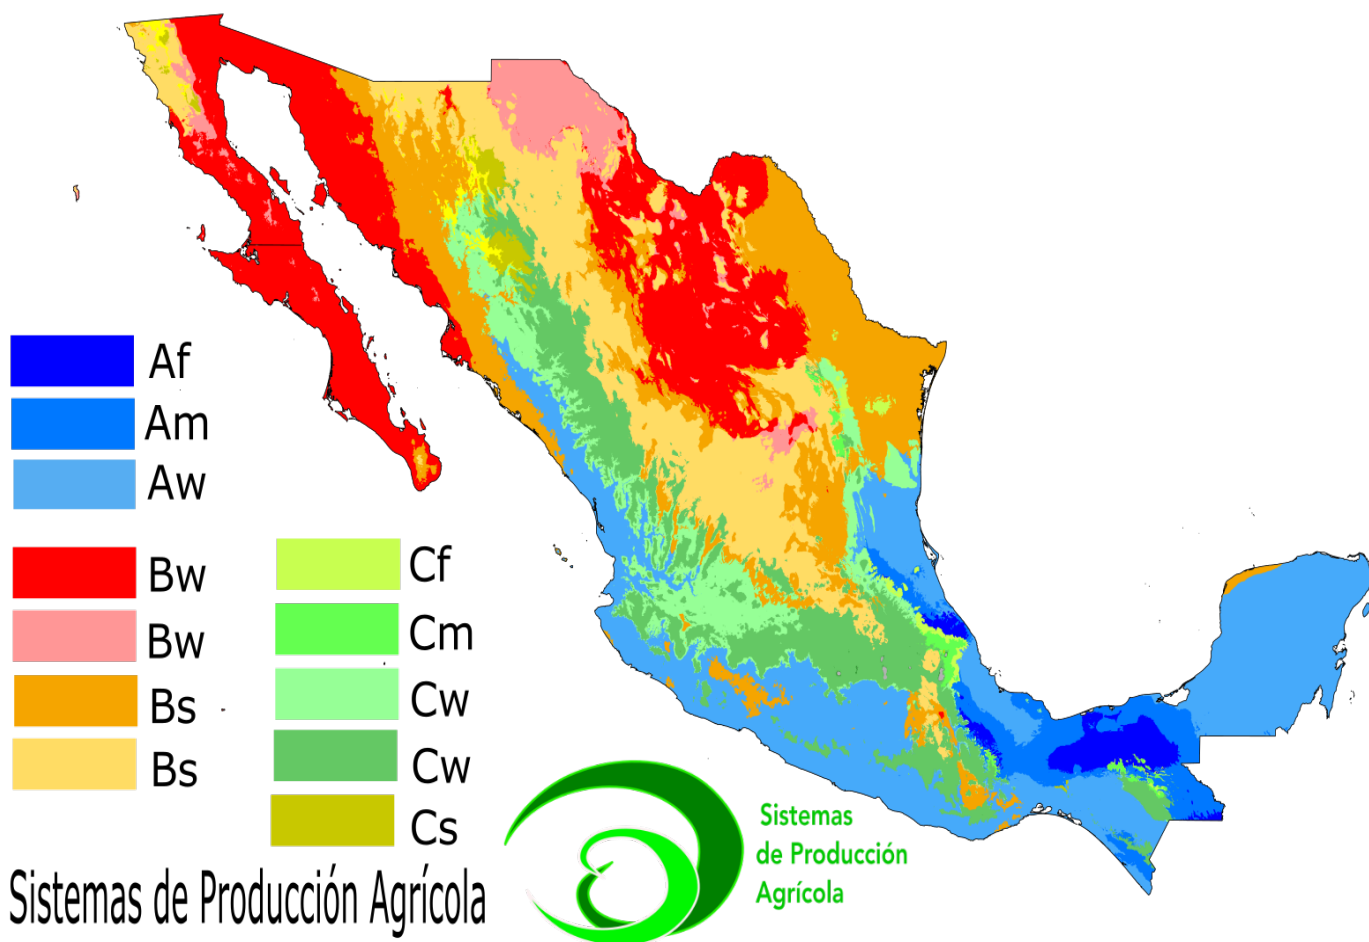 Af
Am
Aw
Bw
Bw
Bs
Bs
Cf
Cm
Cw
Cw
Cs
Sistemas de Producción Agrícola
Sistemas
de Producción
Agrícola